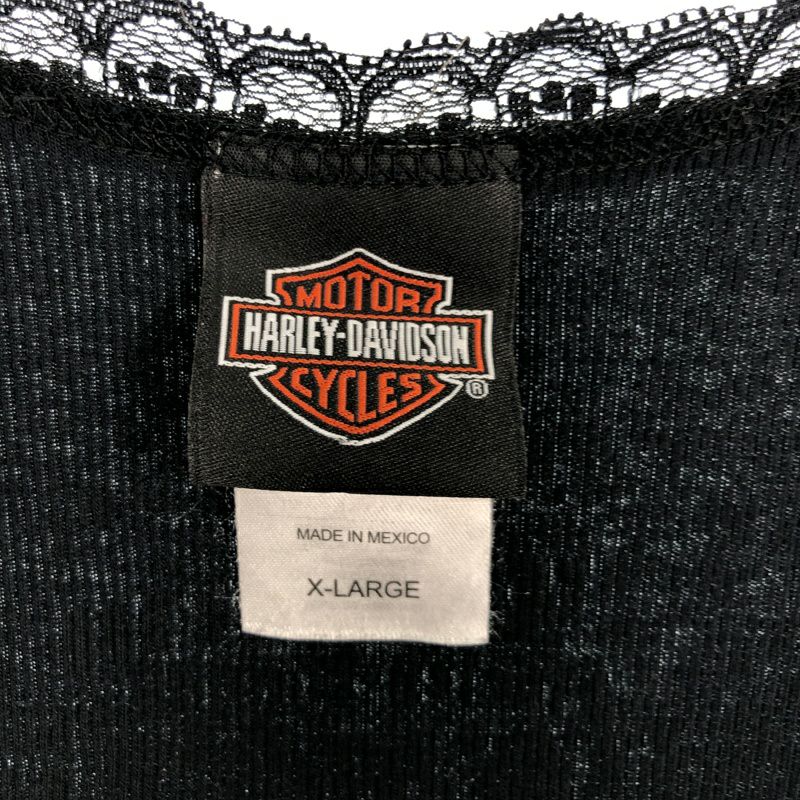 MOTOR
HARLEY-DAVIDSON
CYCLES ®
MADE IN MEXICO
X-LARGE